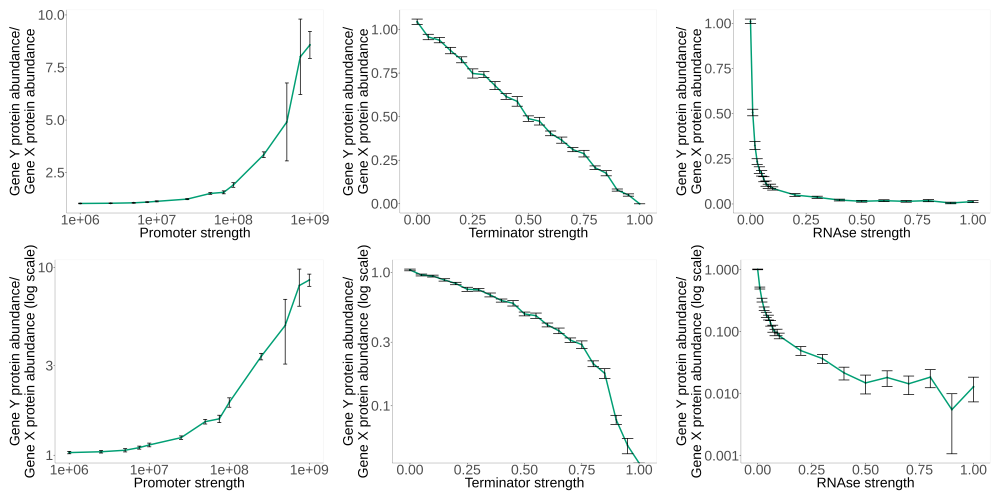 Gene Y protein abundance/
Gene X protein abundance
10.0
7.5
5.0
2.5
1e+06
1e+07
1e+08
1e+09
Promoter strength
Gene Y protein abundance/
Gene X protein abundance
1.00
0.75
0.50
0.25
0.00
0.00
0.25
0.50
0.75
1.00
Terminator strength
Gene Y protein abundance/
Gene X protein abundance
1.00
0.75
0.50
0.25
0.00
0.00
0.25
0.50
0.75
1.00
RNAse strength
Gene Y protein abundance/
Gene X protein abundance (log scale)
10
3
1
1e+06
1e+07
1e+08
1e+09
Promoter strength
Gene Y protein abundance/
Gene X protein abundance (log scale)
1.0
0.3
0.1
0.00
0.25
0.50
0.75
1.00
Terminator strength
Gene Y protein abundance/
Gene X protein abundance (log scale)
1.000
0.100
0.010
0.001
0.00
0.25
0.50
0.75
1.00
RNAse strength